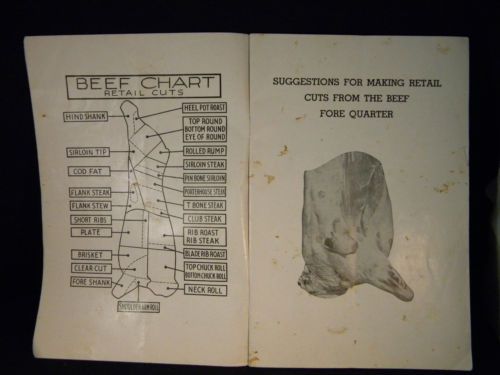 BEEF CHART
RETAIL CUTS
HIND SHANK
SIRLOIN TIP
COD FAT
FLANK STEAK
FLANK STEW
SHORT RIBS
PLATE
BRISKET
CLEAR CUT
FORE SHANK
HEEL POT ROAST
TOP ROUND
BOTTOM ROUND
EYE OF ROUND
ROLLED RUMP
SIRLOIN STEAK
PIN BONE SIRLOIN
PORTERHOUSE STEAK
T BONE STEAK
CLUB STEAK
RIB ROAST
RIB STEAK
BLADE RIB ROAST
TOP CHUCK ROLL
BOTTOM CHUCK ROLL
NECK ROLL
SHOULDER ARM ROLL
SUGGESTIONS FOR MAKING RETAIL
CUTS FROM THE BEEF
FORE QUARTER